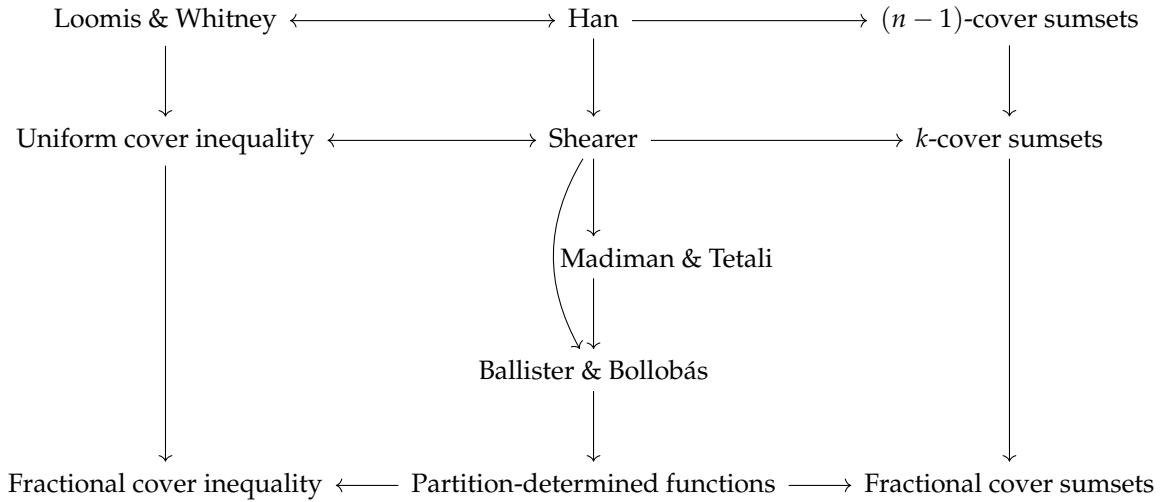 Loomis & Whitney Han (n − 1)-cover sumsets
Uniform cover inequality Shearer k-cover sumsets
Madiman & Tetali
Ballister & Bollobás
Fractional cover inequality Partition-determined functions Fractional cover sumsets